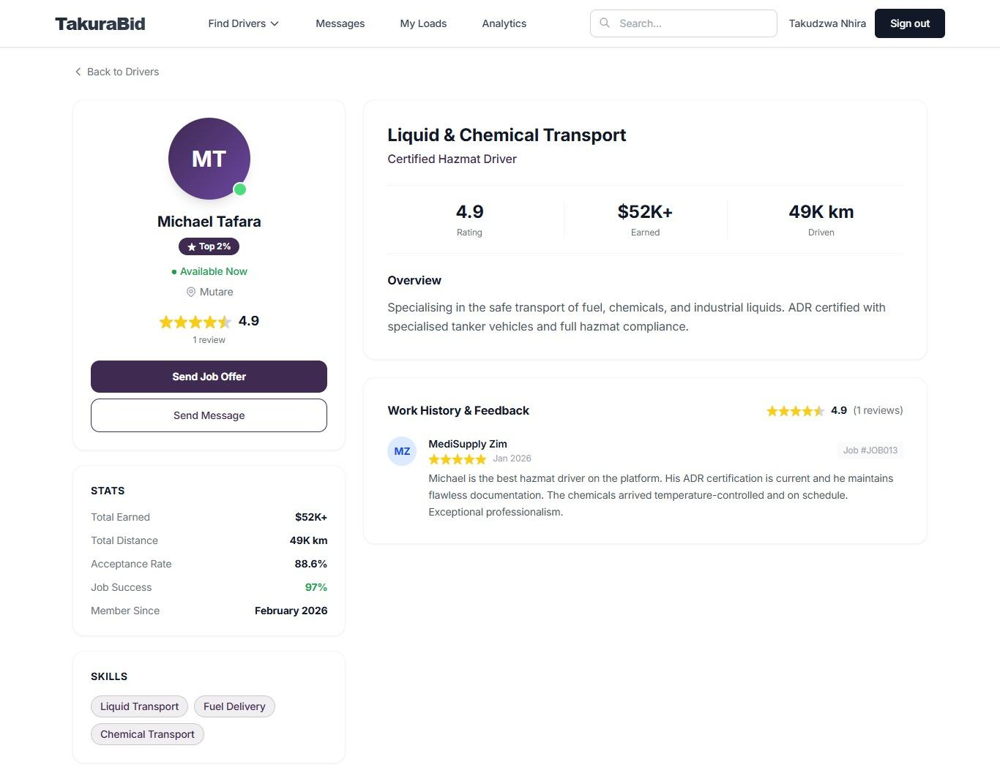 TakuraBid
Find Drivers
Messages
My Loads
Analytics
Search...
Takudzwa Nhira
Sign out
Back to Drivers
MT
Michael Tafara
Top 2%
Available Now
Mutare
4.9
1 review
Send Job Offer
Send Message
STATS
Total Earned $52K+
Total Distance 49K km
Acceptance Rate 88.6%
Job Success 97%
Member Since February 2026
SKILLS
Liquid Transport
Fuel Delivery
Chemical Transport
Liquid & Chemical Transport
Certified Hazmat Driver
4.9
Rating
$52K+
Earned
49K km
Driven
Overview
Specialising in the safe transport of fuel, chemicals, and industrial liquids. ADR certified with
specialised tanker vehicles and full hazmat compliance.
Work History & Feedback
4.9 (1 reviews)
MZ
MediSupply Zim
Jan 2026
Job #JOB013
Michael is the best hazmat driver on the platform. His ADR certification is current and he maintains
flawless documentation. The chemicals arrived temperature-controlled and on schedule.
Exceptional professionalism.